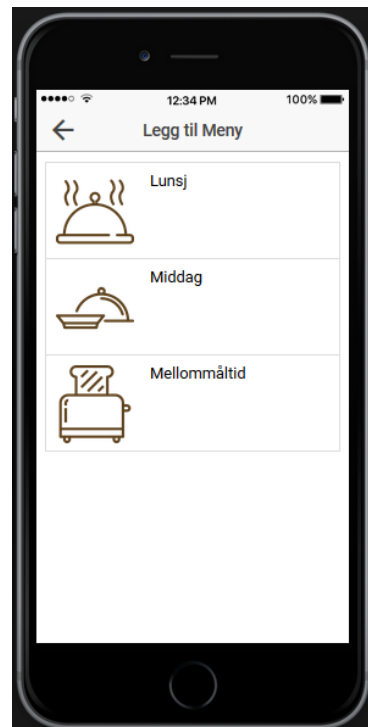 12:34 PM
100%
Legg til Meny
Lunsj
Middag
Mellommåltid